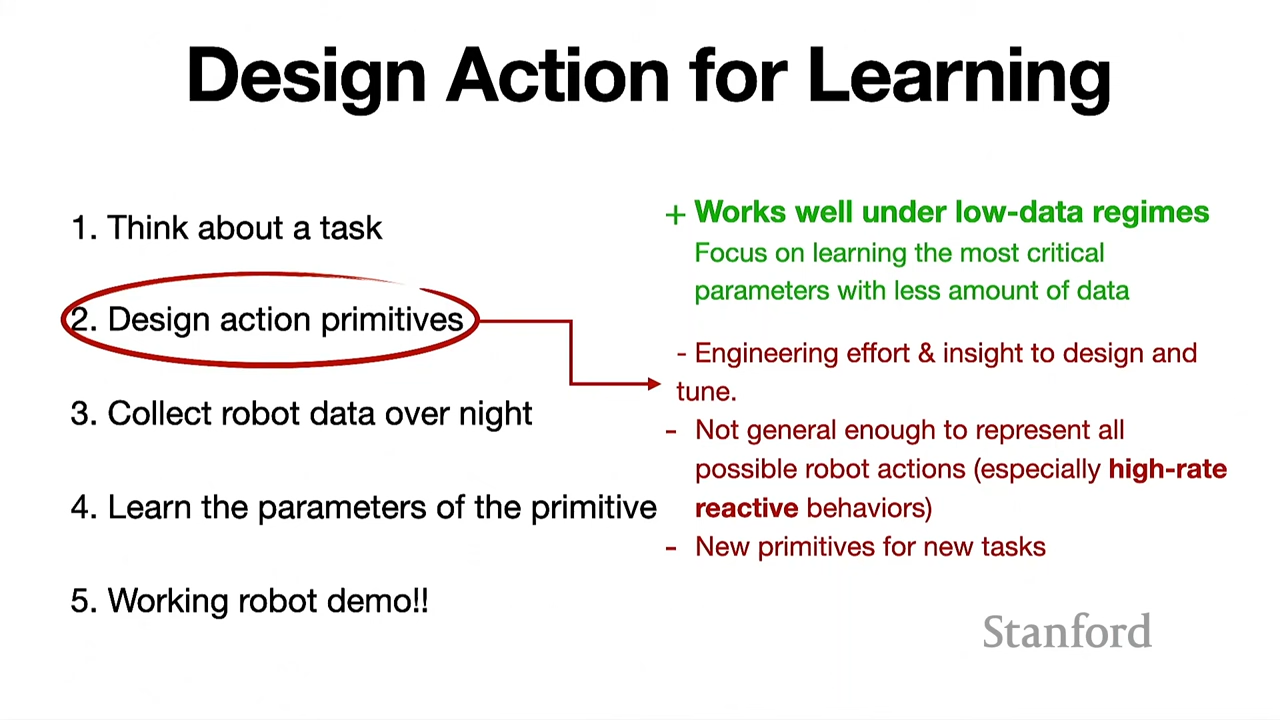 Design Action for Learning
1. Think about a task
2. Design action primitives
3. Collect robot data over night
4. Learn the parameters of the primitive
5. Working robot demo!!
+ Works well under low-data regimes
Focus on learning the most critical
parameters with less amount of data
- Engineering effort & insight to design and
tune.
- Not general enough to represent all
possible robot actions (especially high-rate
reactive behaviors)
- New primitives for new tasks
Stanford